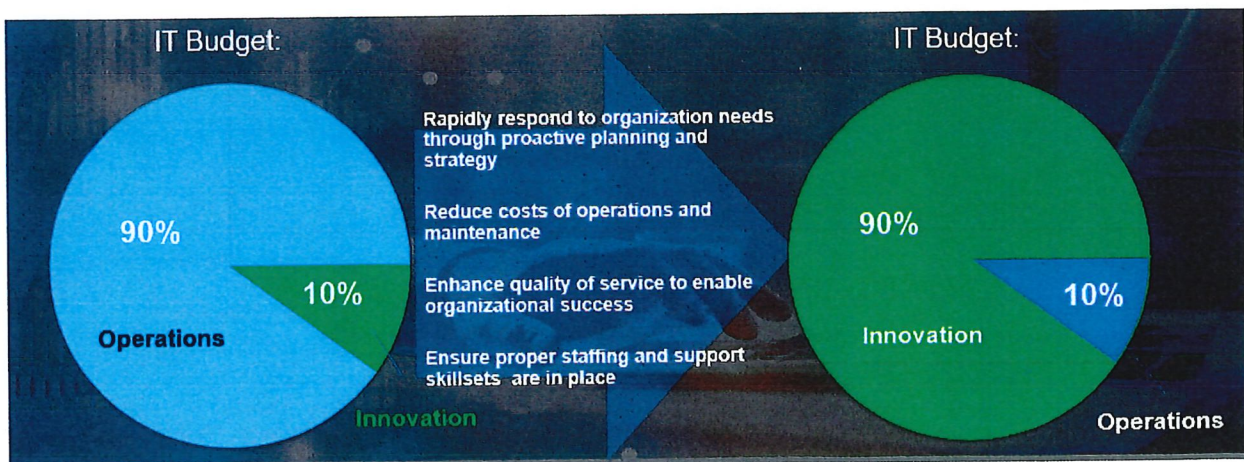 IT Budget:
90%
10%
Operations
Innovation
Rapidly respond to organization needs
through proactive planning and
strategy
Reduce costs of operations and
maintenance
Enhance quality of service to enable
organizational success
Ensure proper staffing and support
skillsets are in place
IT Budget:
90%
10%
Innovation
Operations